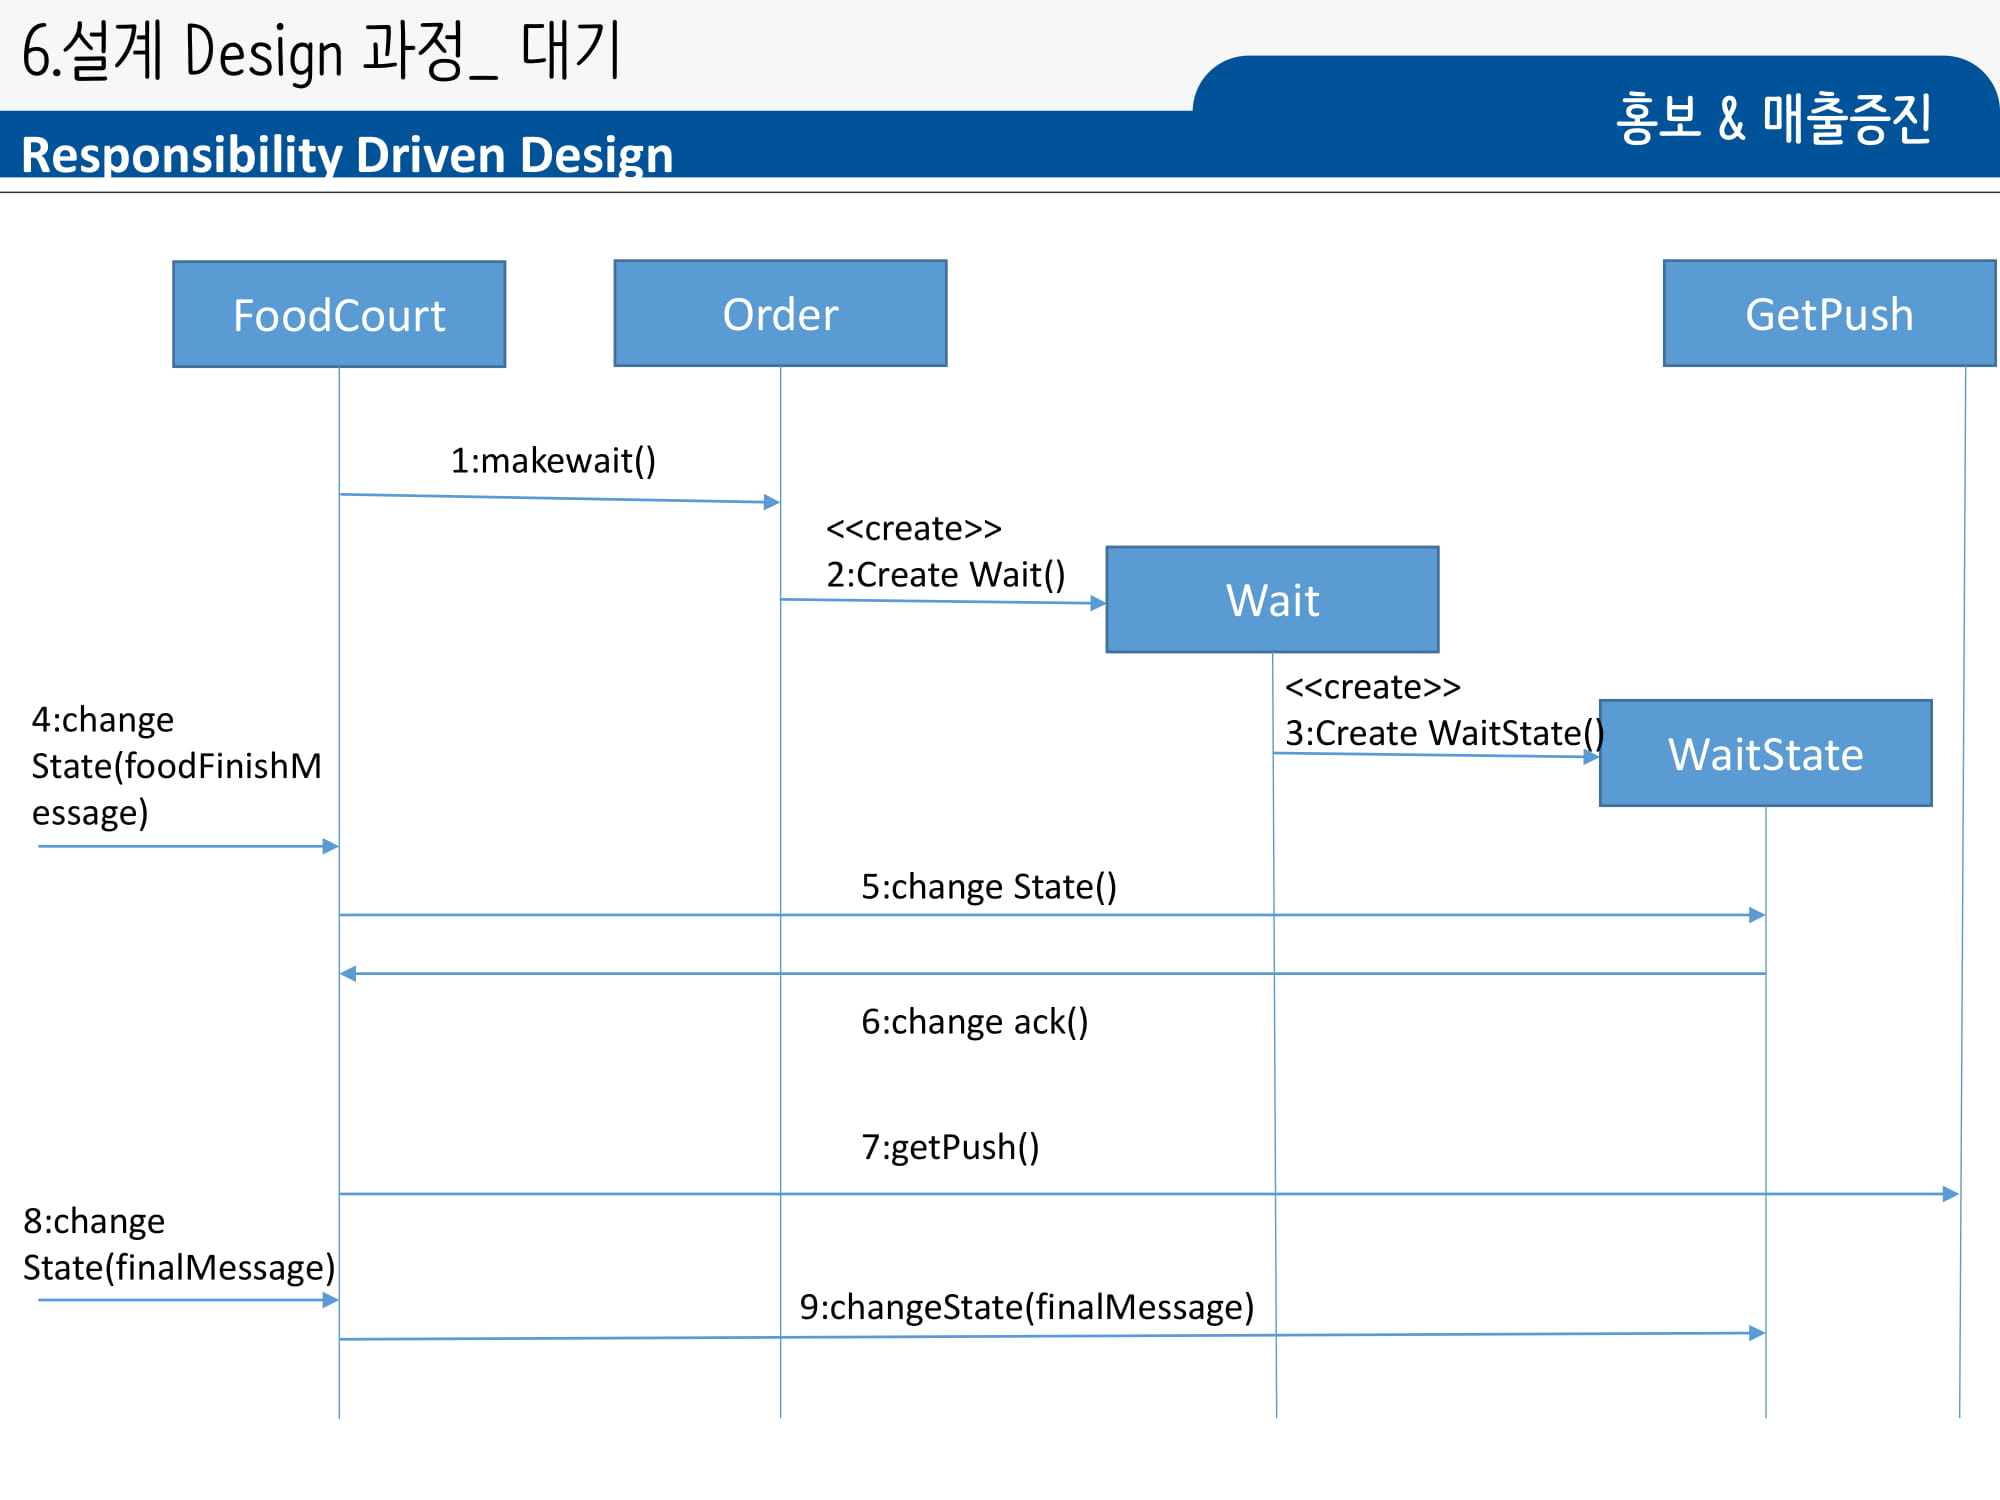 6.설계 Design 과정_ 대기
홍보 & 매출증진
Responsibility Driven Design
FoodCourt
Order
GetPush
1:makewait()
<<create>>
2:Create Wait()
Wait
<<create>>
3:Create WaitState()
WaitState
4:change
State(foodFinishM
essage)
5:change State()
6:change ack()
7:getPush()
8:change
State(finalMessage)
9:changeState(finalMessage)